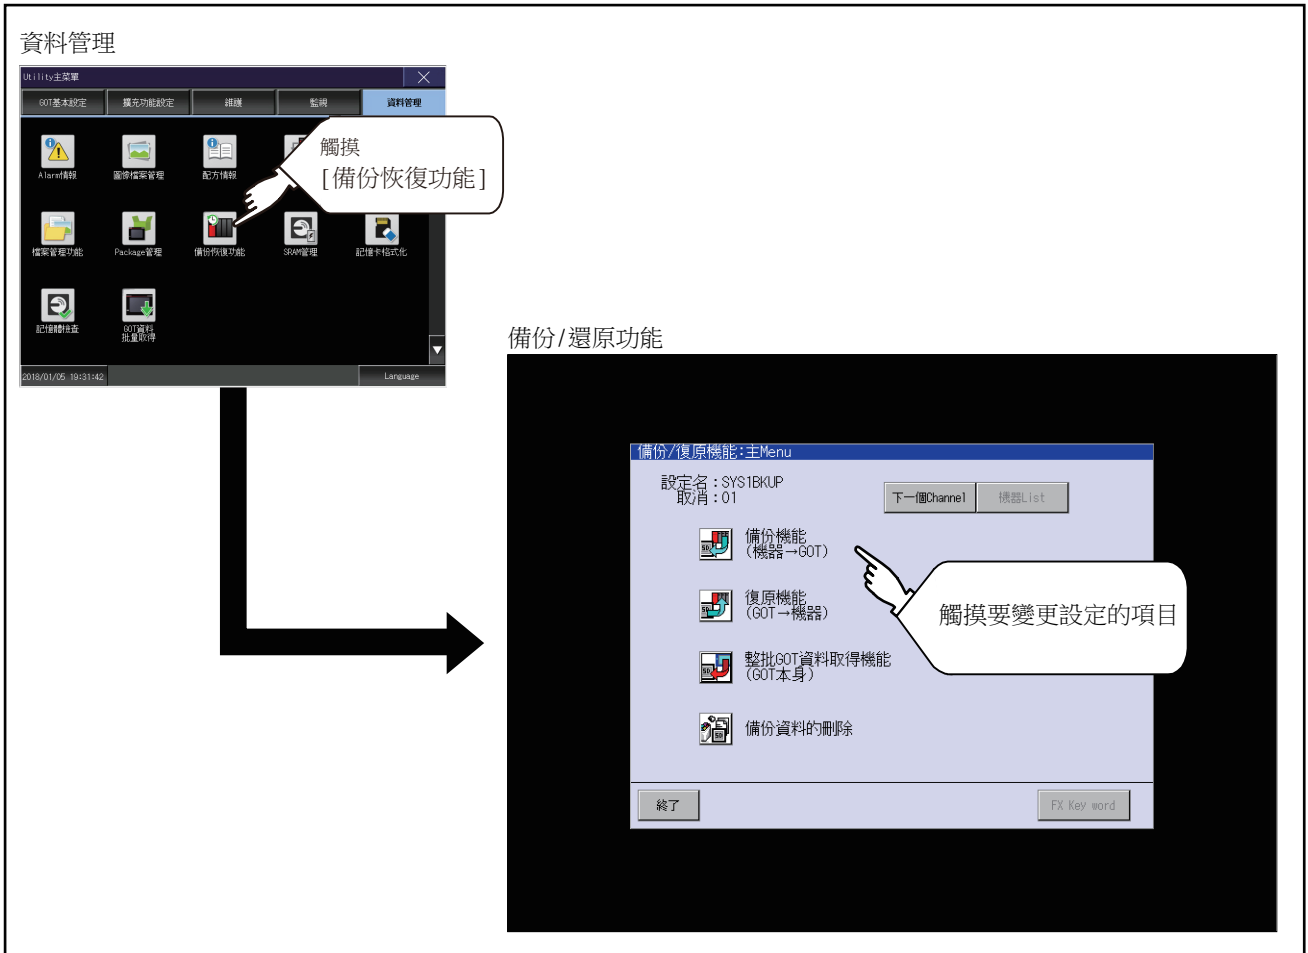 資料管理
Utility主菜單
GOT基本設定
擴充功能設定
維護
監視
資料管理
Alarm情報
圖像檔案管理
配方情報
觸摸
[備份恢復功能]
檔案管理功能
Package管理
備份恢復功能
SRAM管理
記憶卡格式化
記憶體檢查
GOT資料
批量取得
2018/01/05 19:31:42
Language
備份/還原功能
備份/復原機能:主Menu
設定名:SYS1BKUP
取消:01
下一個Channel
機器List
備份機能
(機器→GOT)
復原機能
(GOT→機器)
觸摸要變更設定的項目
整批GOT資料取得機能
(GOT本身)
備份資料的刪除
終了
FX Key word